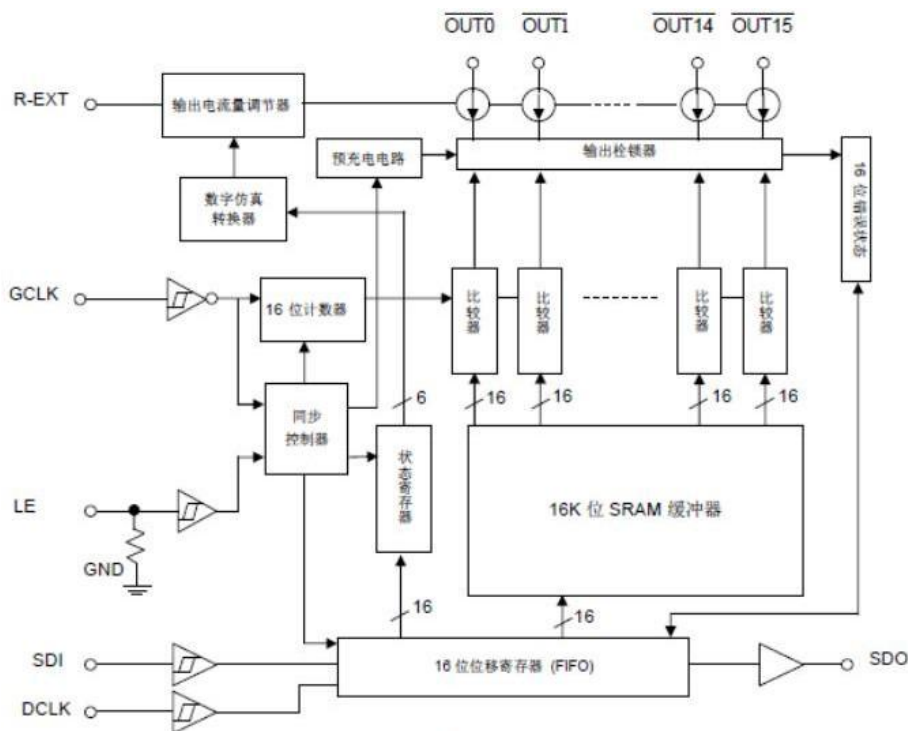 OUT0 OUT1 OUT14 OUT15
R-EXT
输出电流量调节器
预充电电路
输出栓锁器
16 位错误状态
数字仿真
转换器
GCLK
16 位计数器
比较器
比较器
比较器
比较器
6
16
16
16
16
同步
控制器
状态寄存器
LE
GND
16K 位 SRAM 缓冲器
16
16
SDI
16 位位移寄存器 (FIFO)
SDO
DCLK